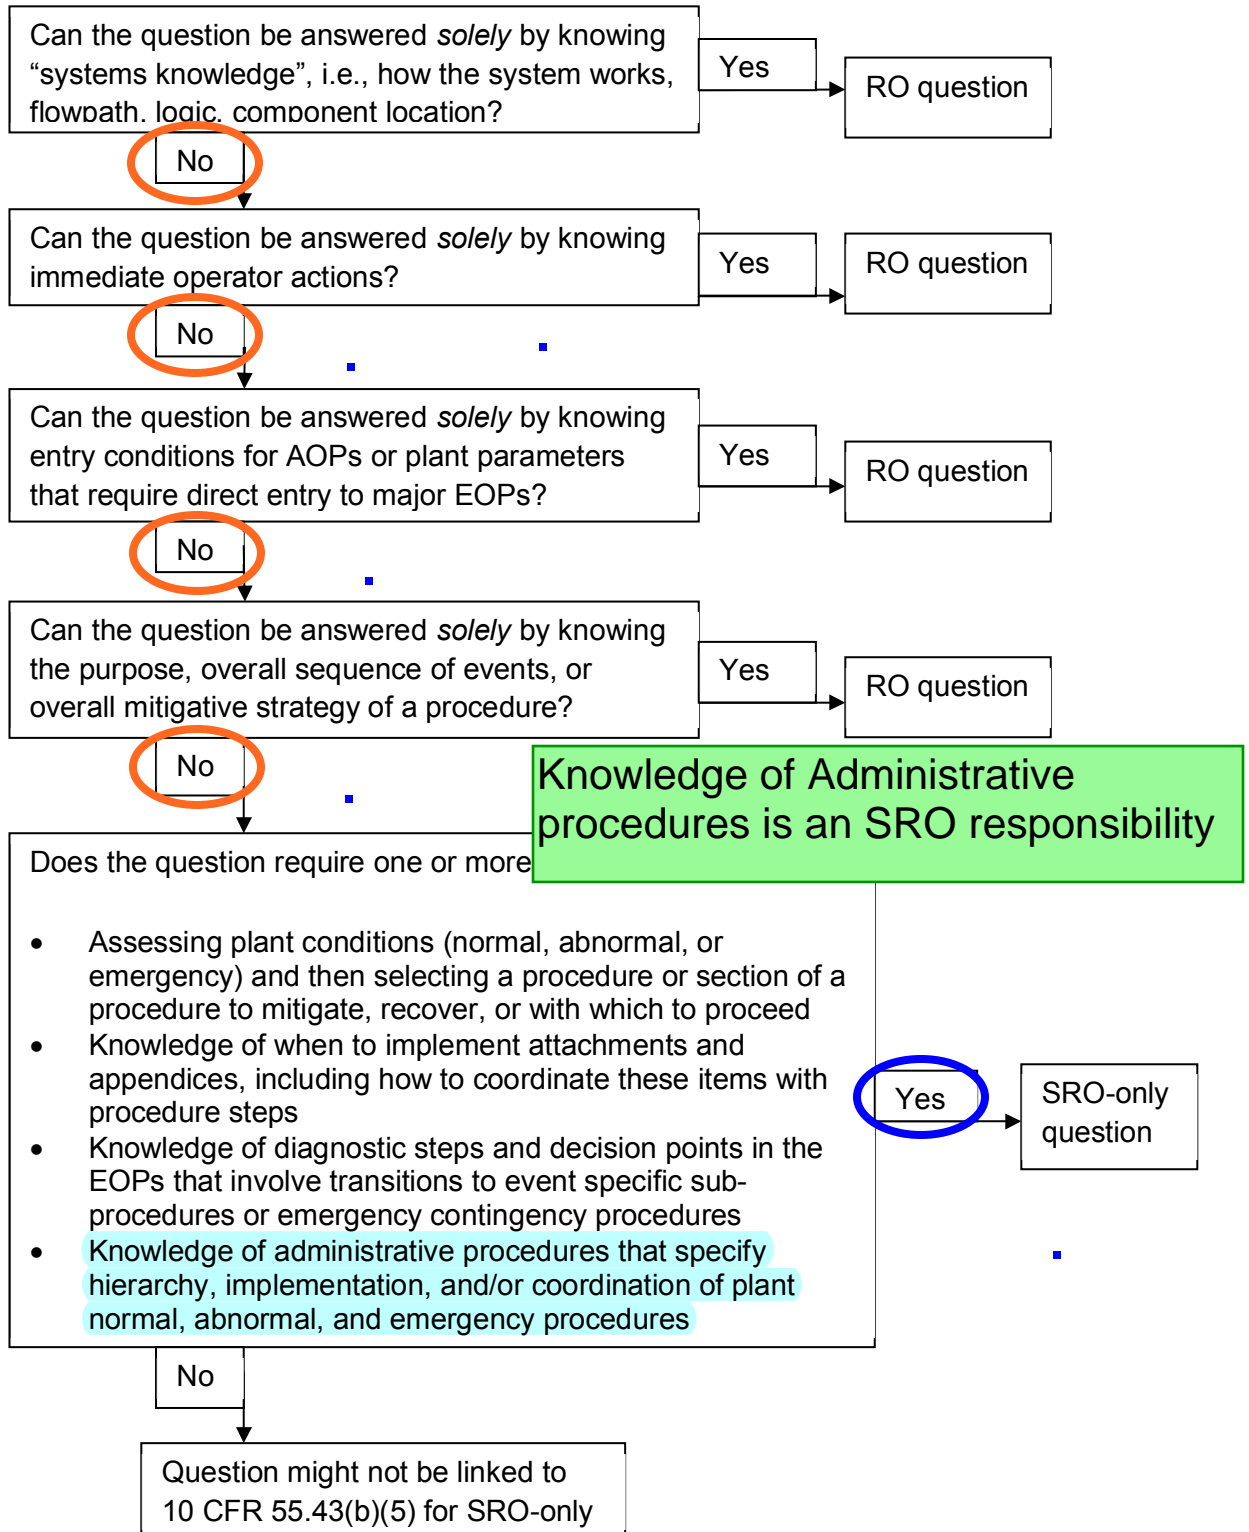 Can the question be answered solely by knowing
“systems knowledge”, i.e., how the system works,
flowpath, logic, component location?
Yes
RO question
No
Can the question be answered solely by knowing
immediate operator actions?
Yes
RO question
No
Can the question be answered solely by knowing
entry conditions for AOPs or plant parameters
that require direct entry to major EOPs?
Yes
RO question
No
Can the question be answered solely by knowing
the purpose, overall sequence of events, or
overall mitigative strategy of a procedure?
Yes
RO question
No
Knowledge of Administrative
procedures is an SRO responsibility
Does the question require one or more
• Assessing plant conditions (normal, abnormal, or
emergency) and then selecting a procedure or section of a
procedure to mitigate, recover, or with which to proceed
• Knowledge of when to implement attachments and
appendices, including how to coordinate these items with
procedure steps
• Knowledge of diagnostic steps and decision points in the
EOPs that involve transitions to event specific sub-
procedures or emergency contingency procedures
• Knowledge of administrative procedures that specify
hierarchy, implementation, and/or coordination of plant
normal, abnormal, and emergency procedures
Yes
SRO-only
question
No
Question might not be linked to
10 CFR 55.43(b)(5) for SRO-only